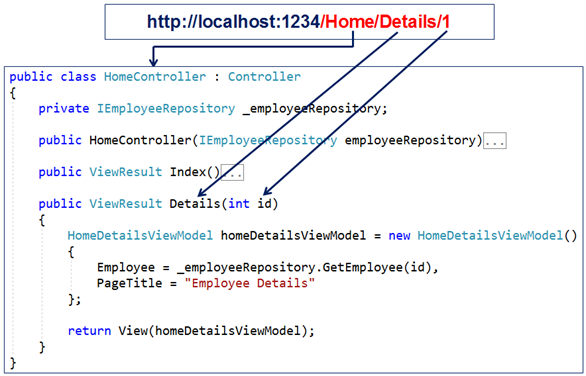 http://localhost:1234/Home/Details/1
public class HomeController : Controller
{
    private IEmployeeRepository _employeeRepository;
    public HomeController(IEmployeeRepository employeeRepository)...
    public ViewResult Index()...
    public ViewResult Details(int id)
    {
        HomeDetailsViewModel homeDetailsViewModel = new HomeDetailsViewModel()
        {
            Employee = _employeeRepository.GetEmployee(id),
            PageTitle = "Employee Details"
        };
        return View(homeDetailsViewModel);
    }
}